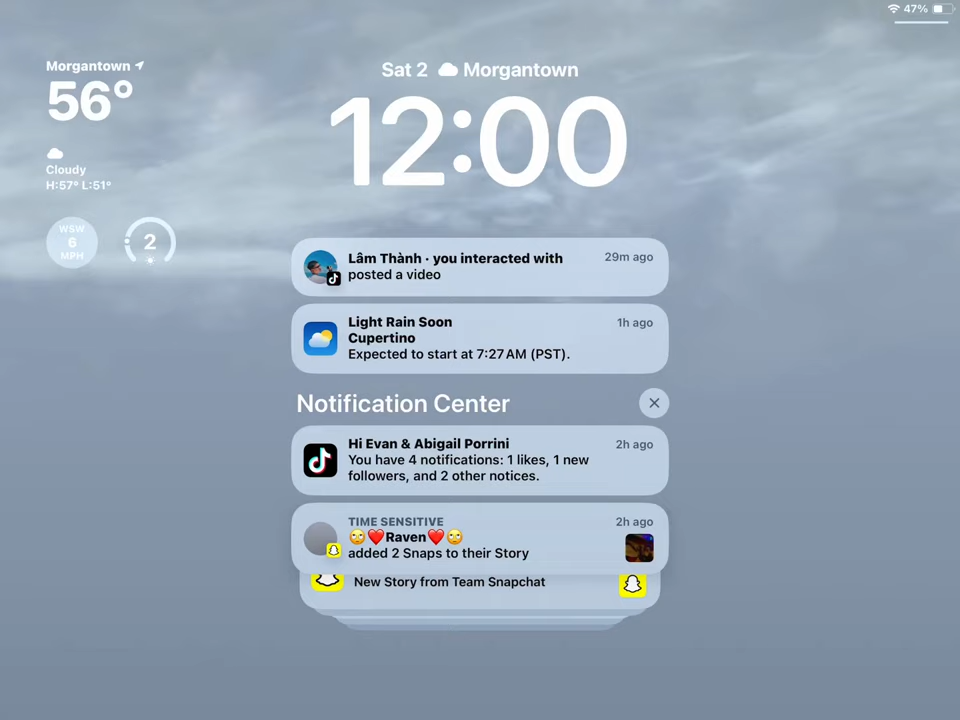 47%
Morgantown
56°
Cloudy
H:57° L:51°
WSW
6
MPH
2
Sat 2 Morgantown
12:00
Lâm Thành · you interacted with 29m ago
posted a video
Light Rain Soon 1h ago
Cupertino
Expected to start at 7:27 AM (PST).
Notification Center
Hi Evan & Abigail Porrini 2h ago
You have 4 notifications: 1 likes, 1 new
followers, and 2 other notices.
TIME SENSITIVE 2h ago
🙄❤️Raven❤️🙄
added 2 Snaps to their Story
New Story from Team Snapchat